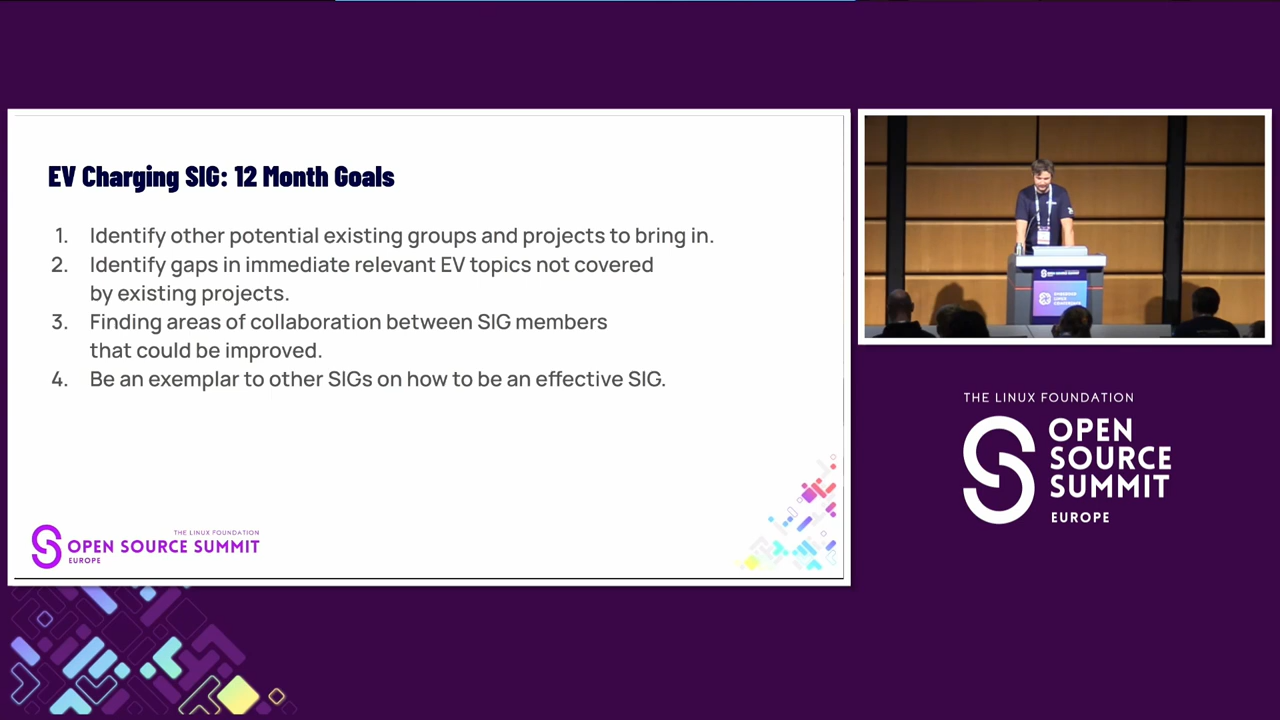 EV Charging SIG: 12 Month Goals
1. Identify other potential existing groups and projects to bring in.
2. Identify gaps in immediate relevant EV topics not covered
by existing projects.
3. Finding areas of collaboration between SIG members
that could be improved.
4. Be an exemplar to other SIGs on how to be an effective SIG.
THE LINUX FOUNDATION
OPEN SOURCE SUMMIT
EUROPE
THE LINUX FOUNDATION
OPEN
SOURCE
SUMMIT
EUROPE